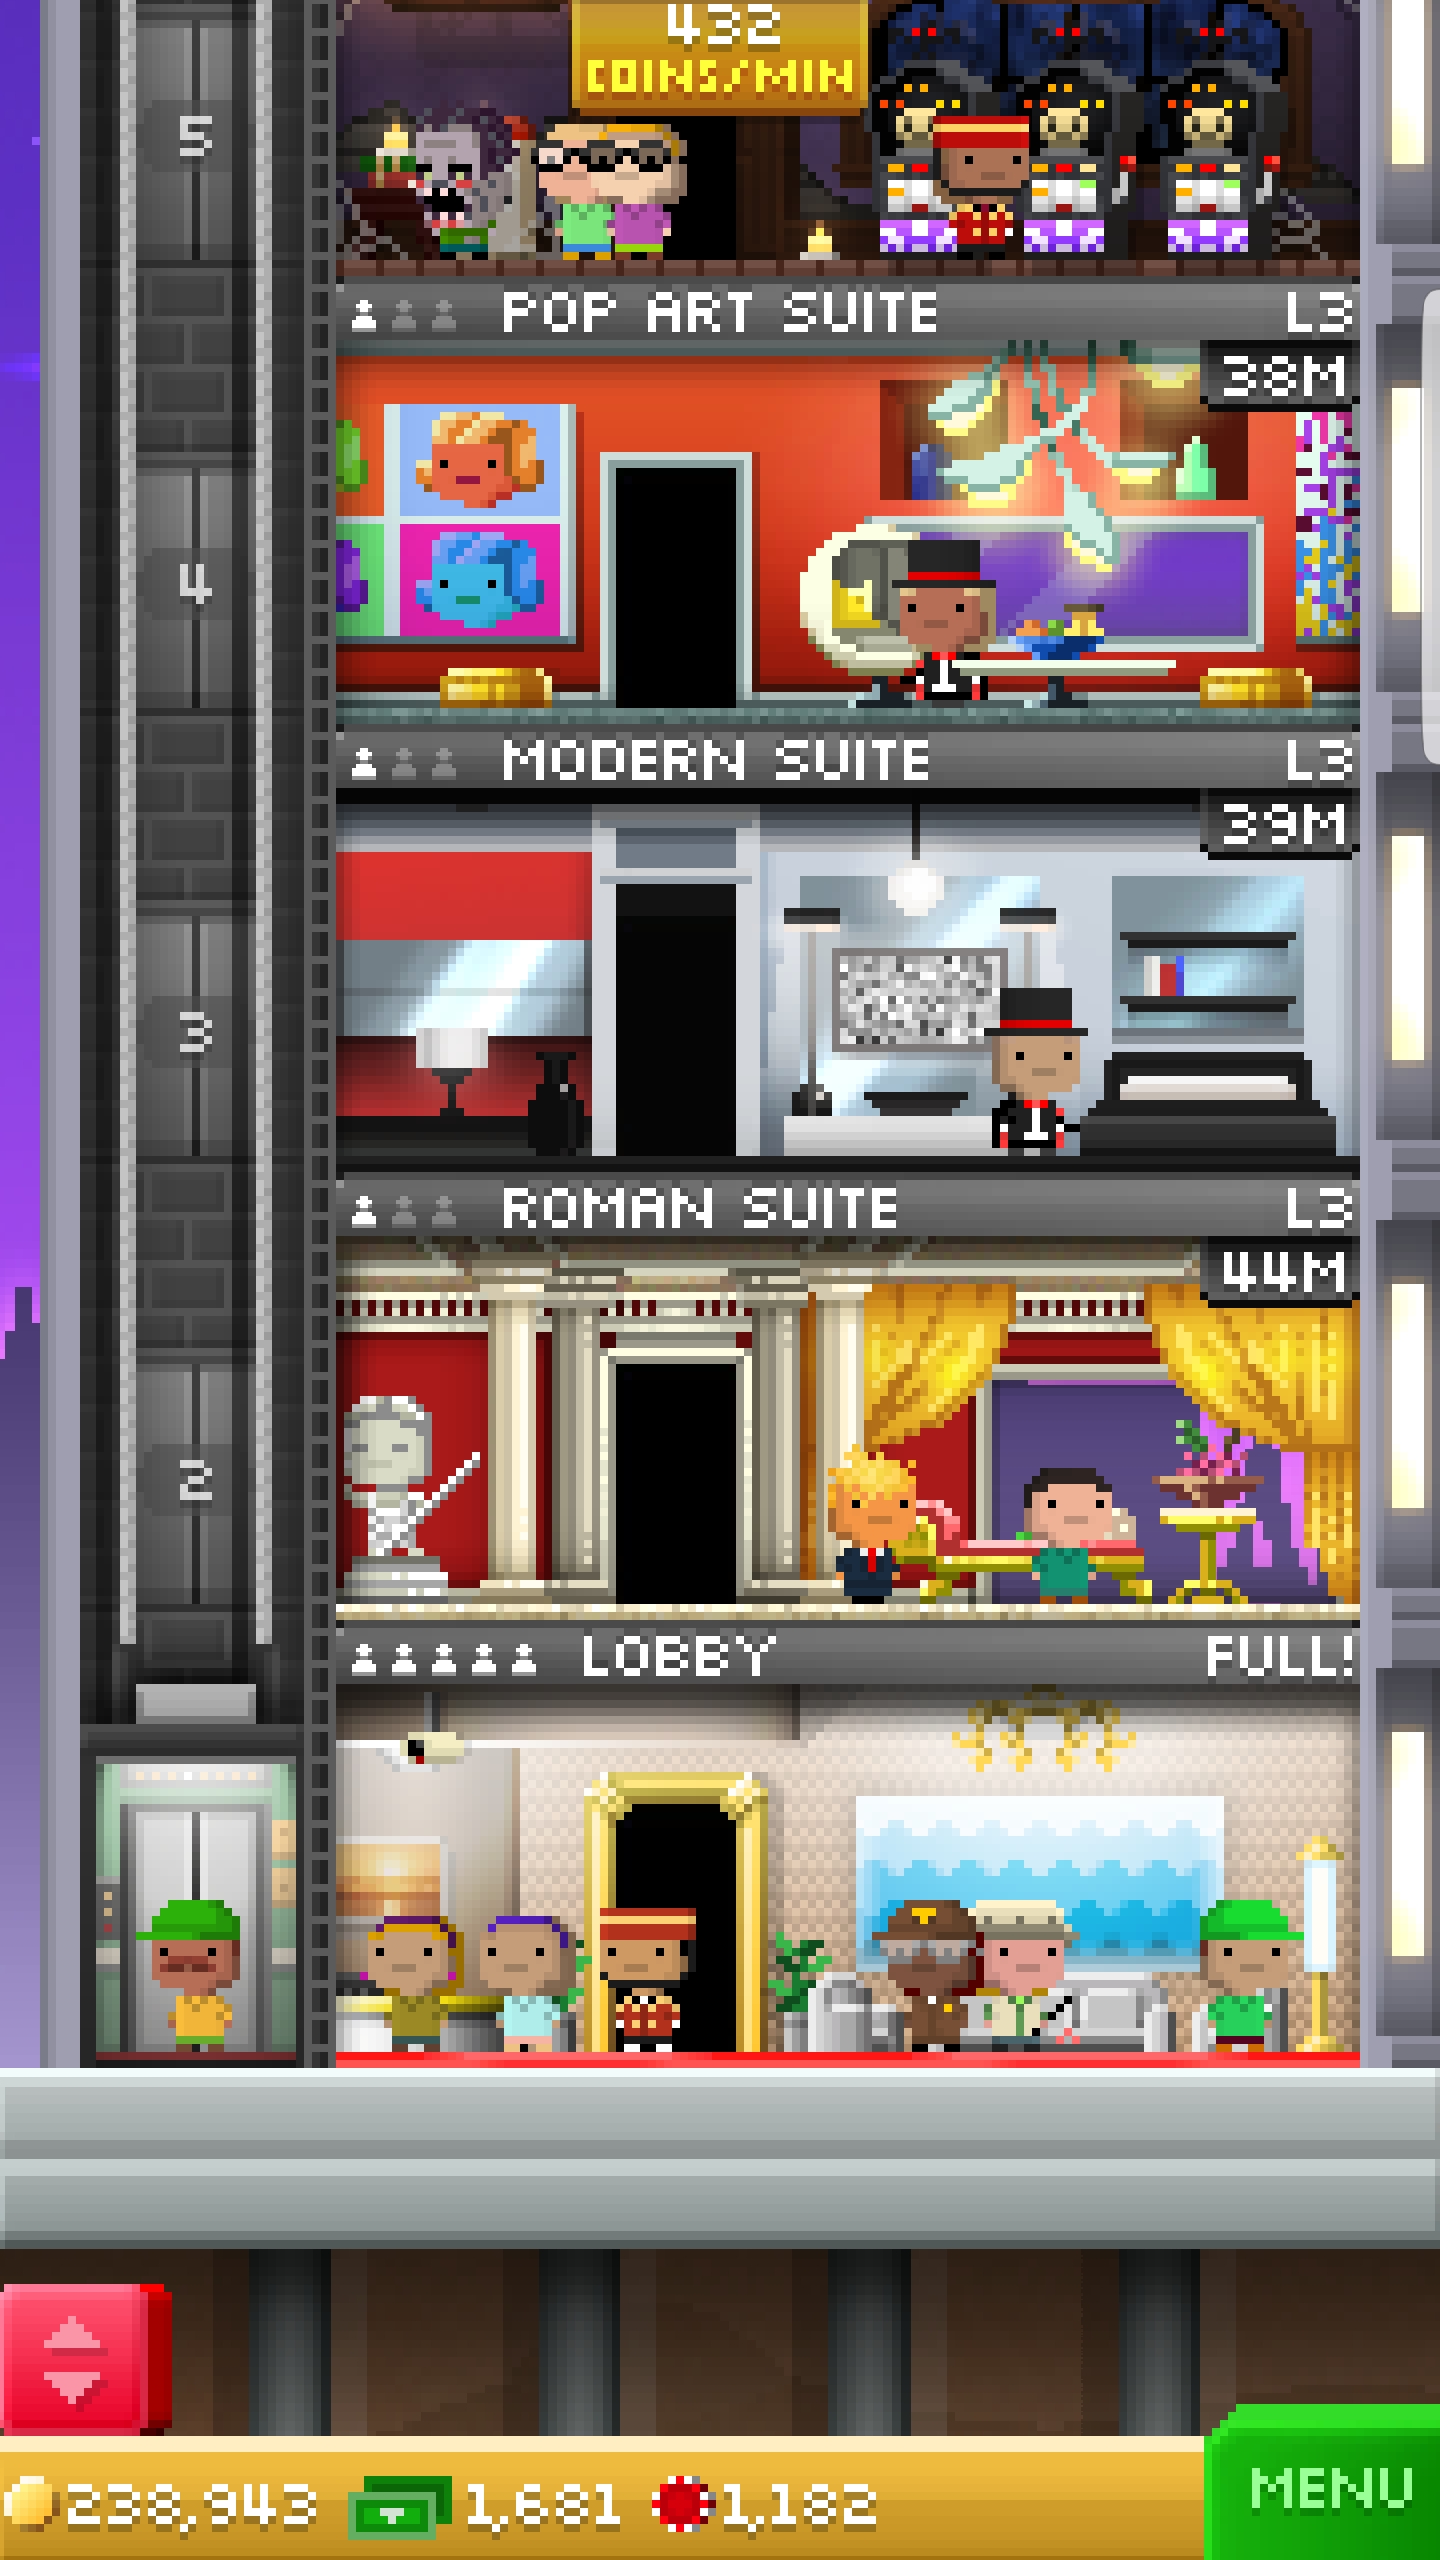 432
COINS/MIN
5
POP ART SUITE L3
38M
4
MODERN SUITE L3
39M
3
ROMAN SUITE L3
44M
2
LOBBY FULL!
238,943 1,681 1,182
MENU